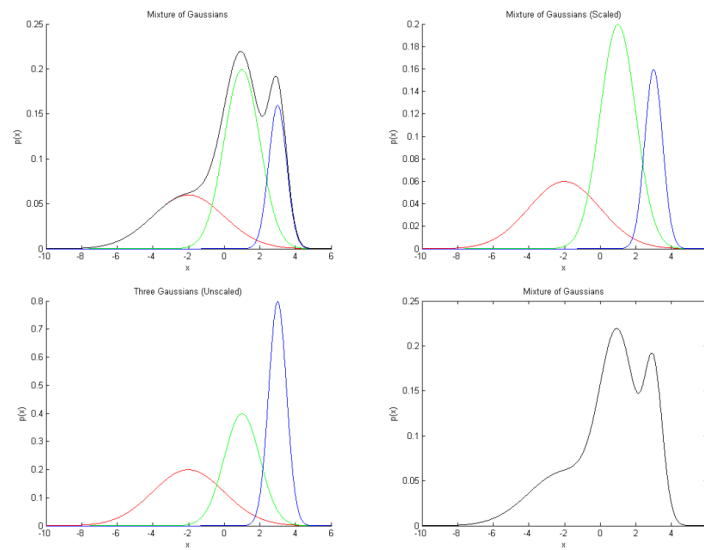 Mixture of Gaussians
0.25
0.2
0.15
0.1
0.05
0
p(x)
-10 -8 -6 -4 -2 0 2 4 6
x
Mixture of Gaussians (Scaled)
0.2
0.18
0.16
0.14
0.12
0.1
0.08
0.06
0.04
0.02
0
p(x)
-10 -8 -6 -4 -2 0 2 4
x
Three Gaussians (Unscaled)
0.8
0.7
0.6
0.5
0.4
0.3
0.2
0.1
0
p(x)
-10 -8 -6 -4 -2 0 2 4 6
x
Mixture of Gaussians
0.25
0.2
0.15
0.1
0.05
0
p(x)
-10 -8 -6 -4 -2 0 2 4
x